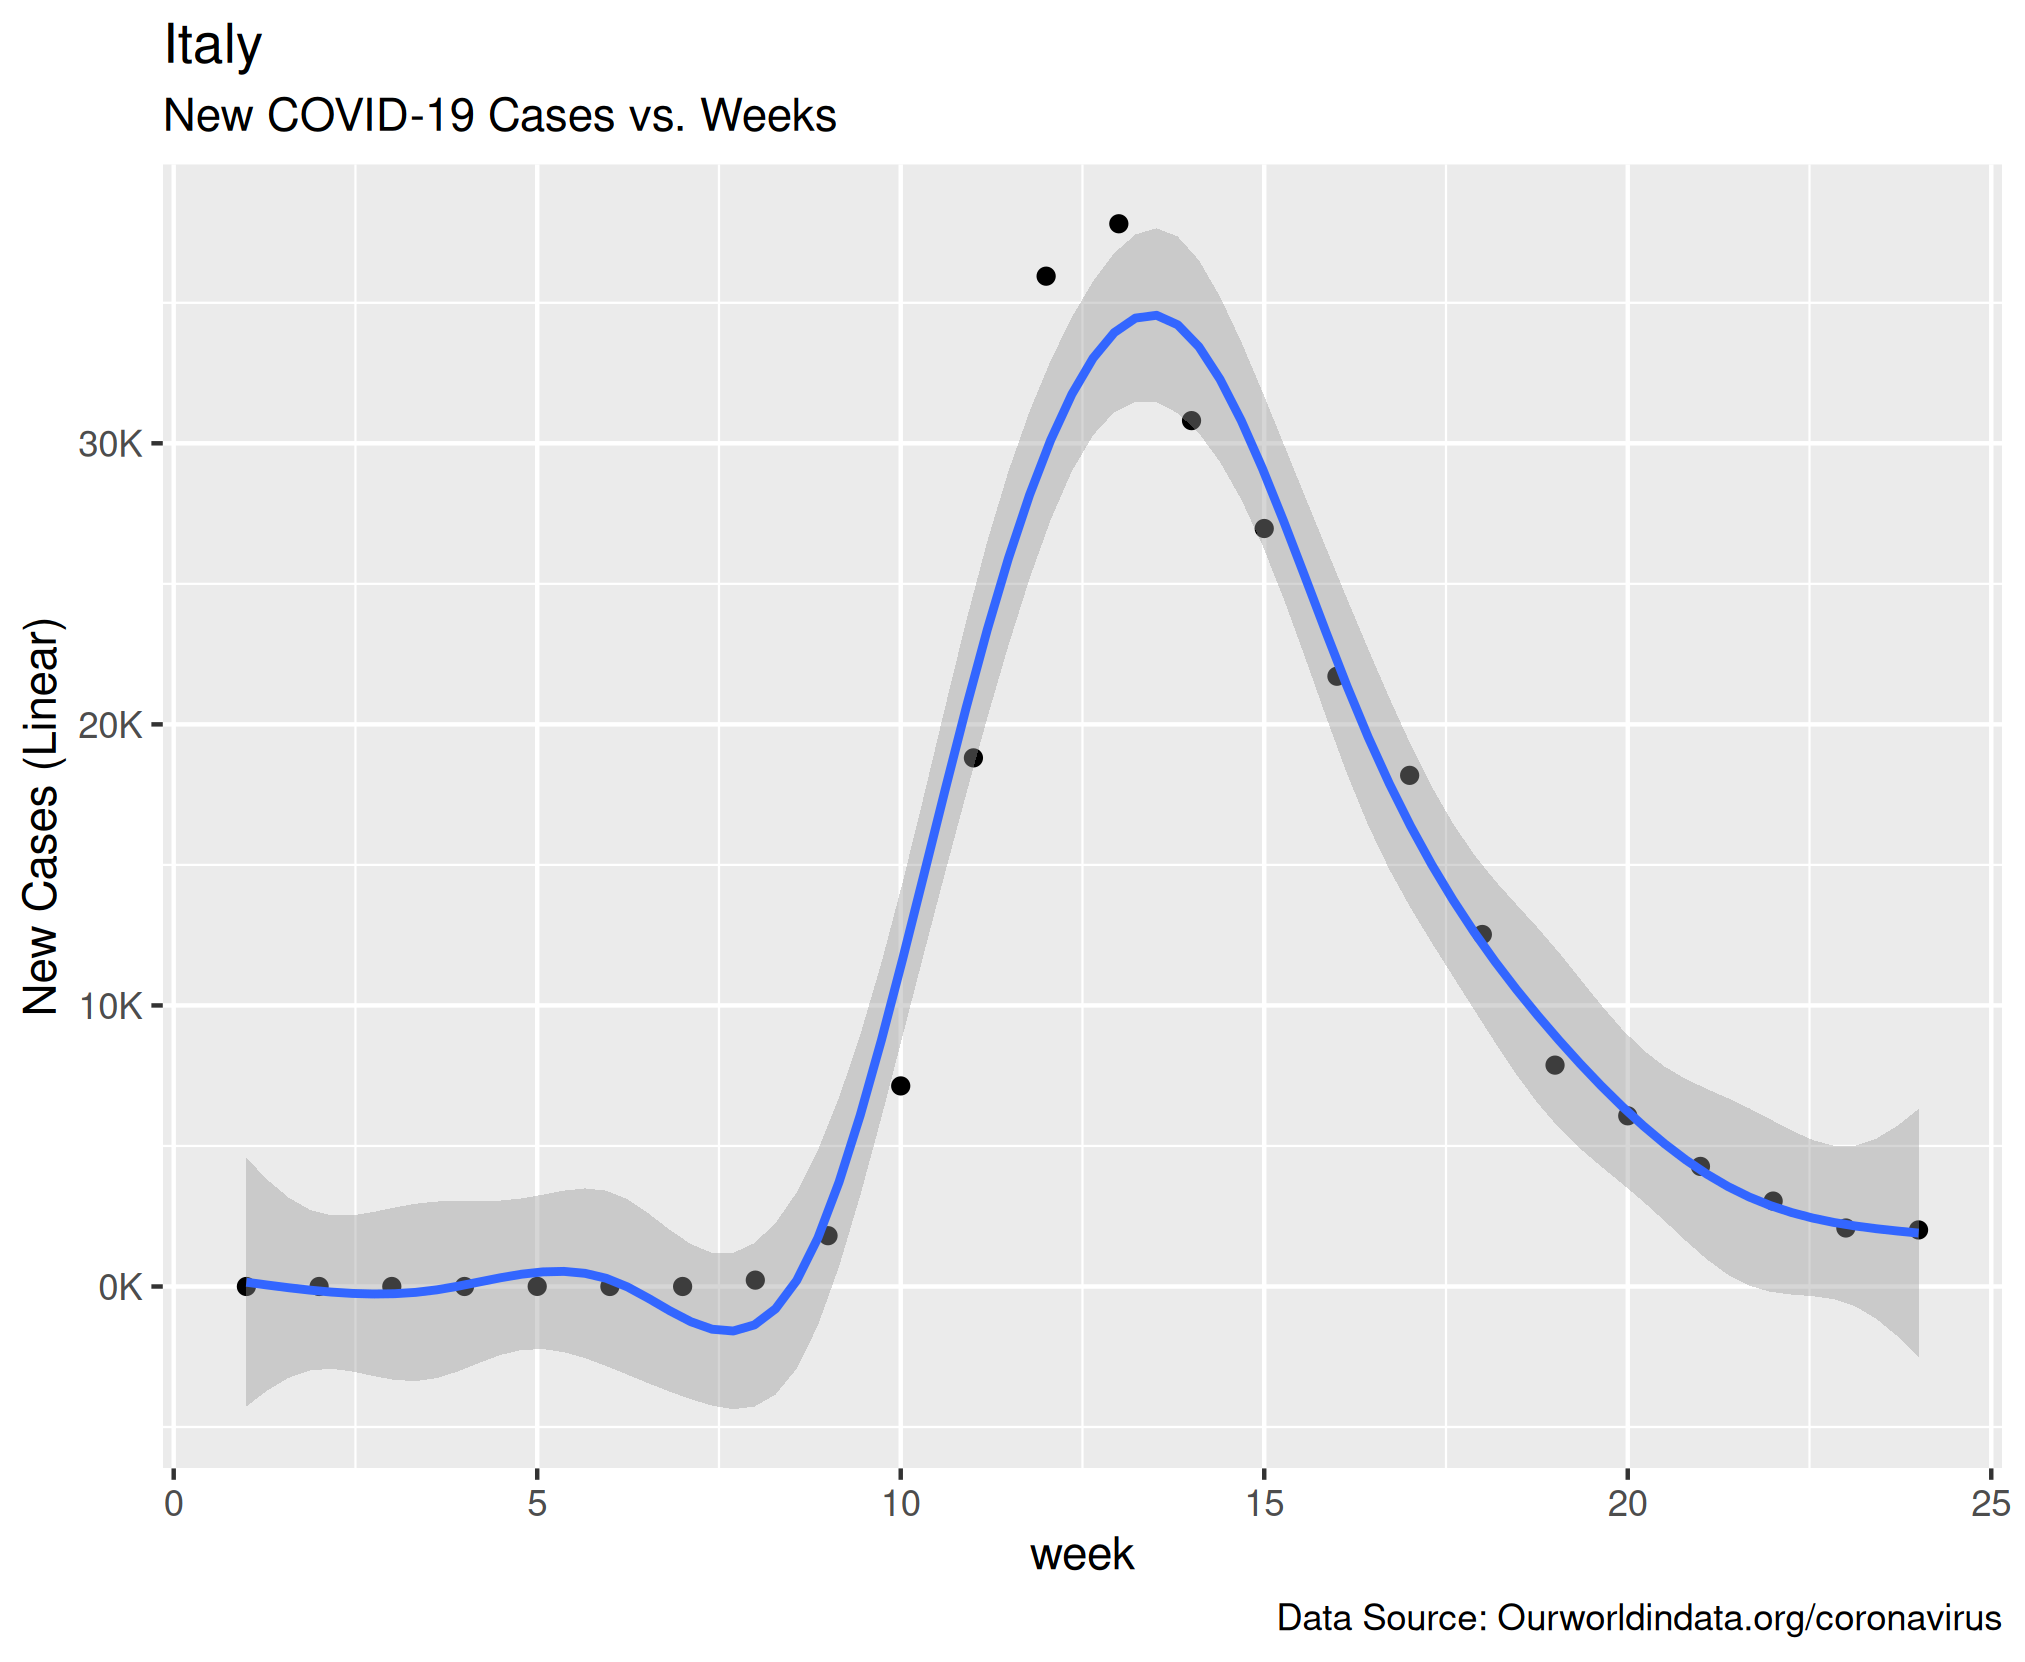 Italy
New COVID-19 Cases vs. Weeks
New Cases (Linear)
30K
20K
10K
0K
0 5 10 15 20 25
week
Data Source: Ourworldindata.org/coronavirus